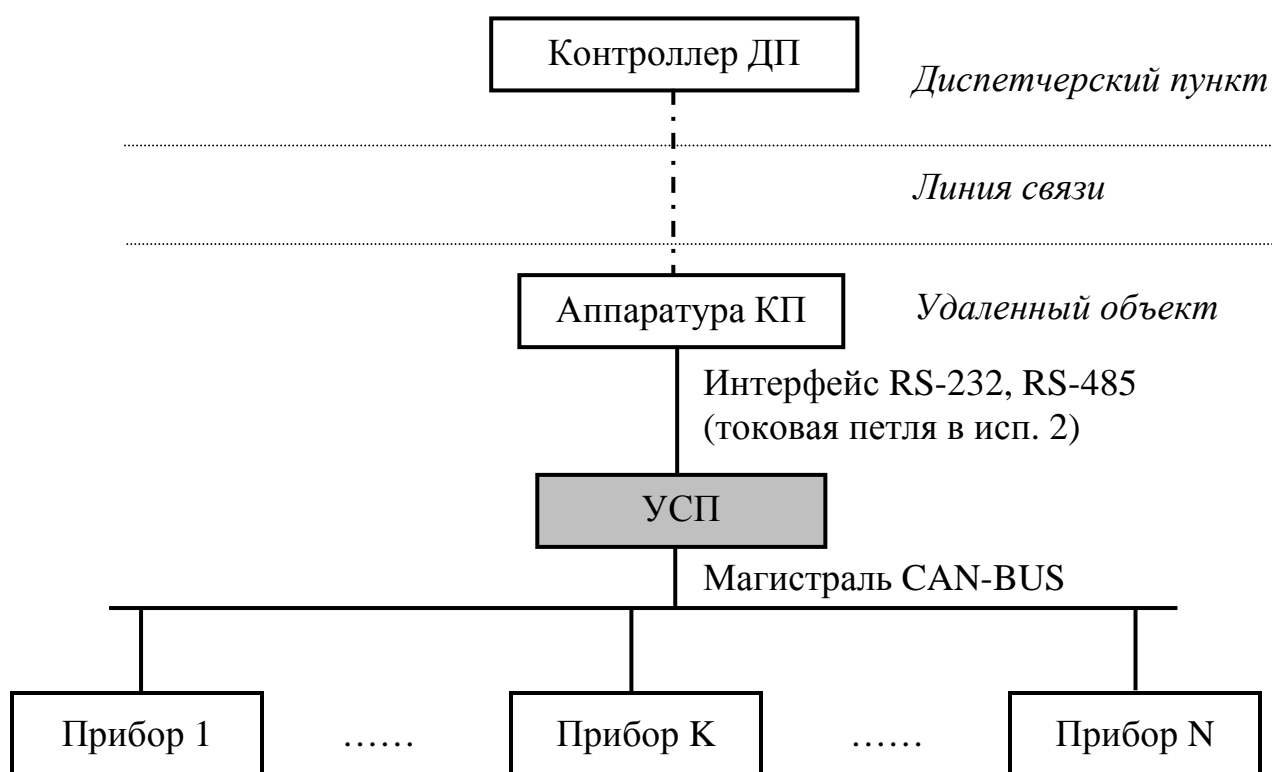 Контроллер ДП
Диспетчерский пункт
Линия связи
Аппаратура КП
Удаленный объект
Интерфейс RS-232, RS-485
(токовая петля в исп. 2)
УСП
Магистраль CAN-BUS
Прибор 1 …… Прибор K …… Прибор N